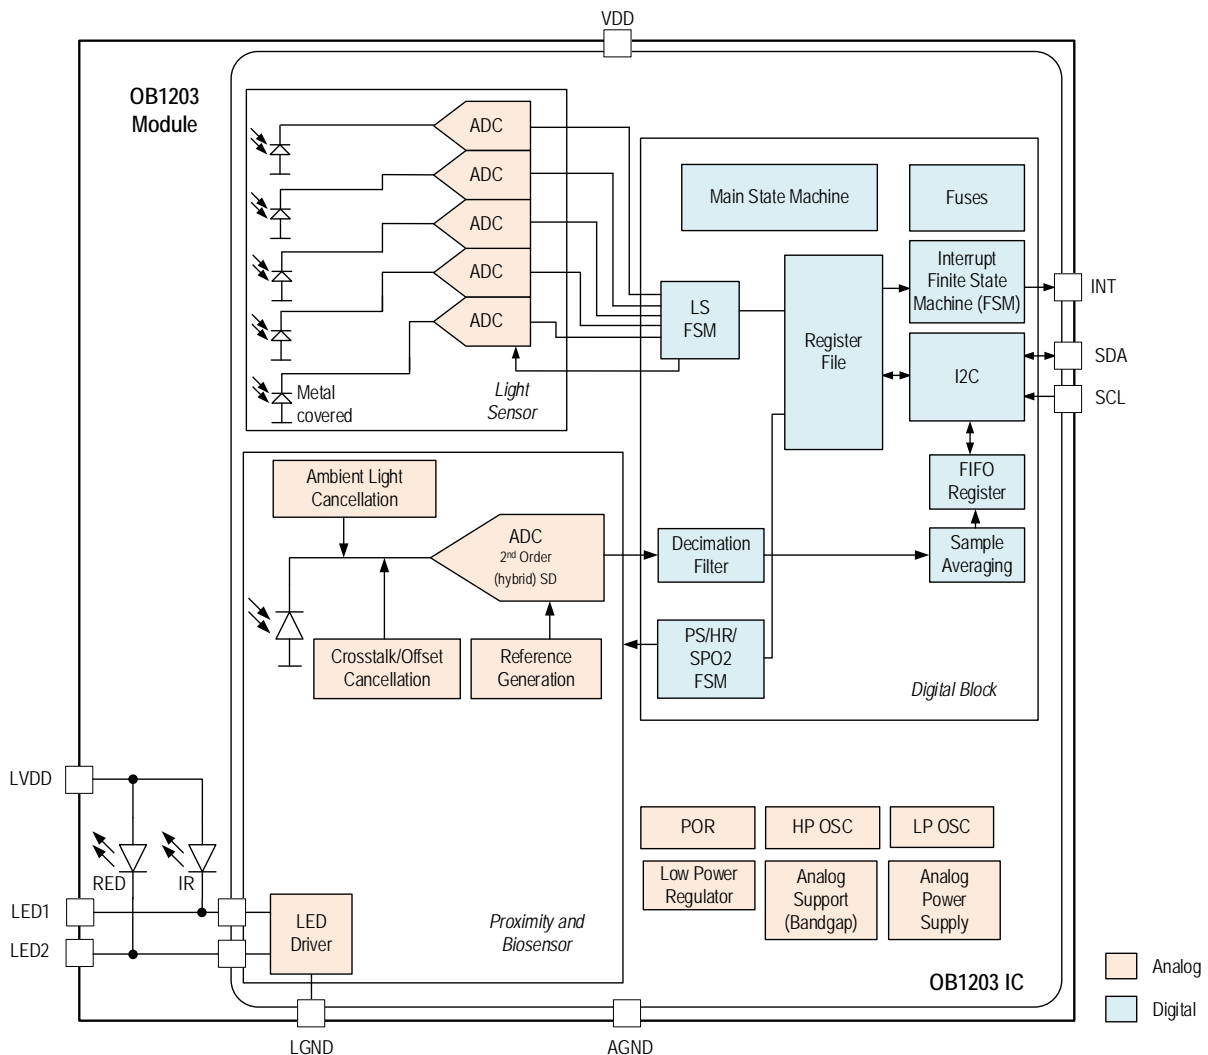 VDD
OB1203
Module
ADC
ADC
ADC
ADC
ADC
Metal
covered
Light
Sensor
LS
FSM
Main State Machine
Fuses
Register
File
Interrupt
Finite State
Machine (FSM)
INT
I2C
SDA
SCL
FIFO
Register
Sample
Averaging
Ambient Light
Cancellation
ADC
2nd Order
(hybrid) SD
Decimation
Filter
Crosstalk/Offset
Cancellation
Reference
Generation
PS/HR/
SPO2
FSM
Digital Block
LVDD
RED
IR
LED1
LED2
LED
Driver
Proximity and
Biosensor
POR
HP OSC
LP OSC
Low Power
Regulator
Analog
Support
(Bandgap)
Analog
Power
Supply
OB1203 IC
Analog
Digital
LGND
AGND